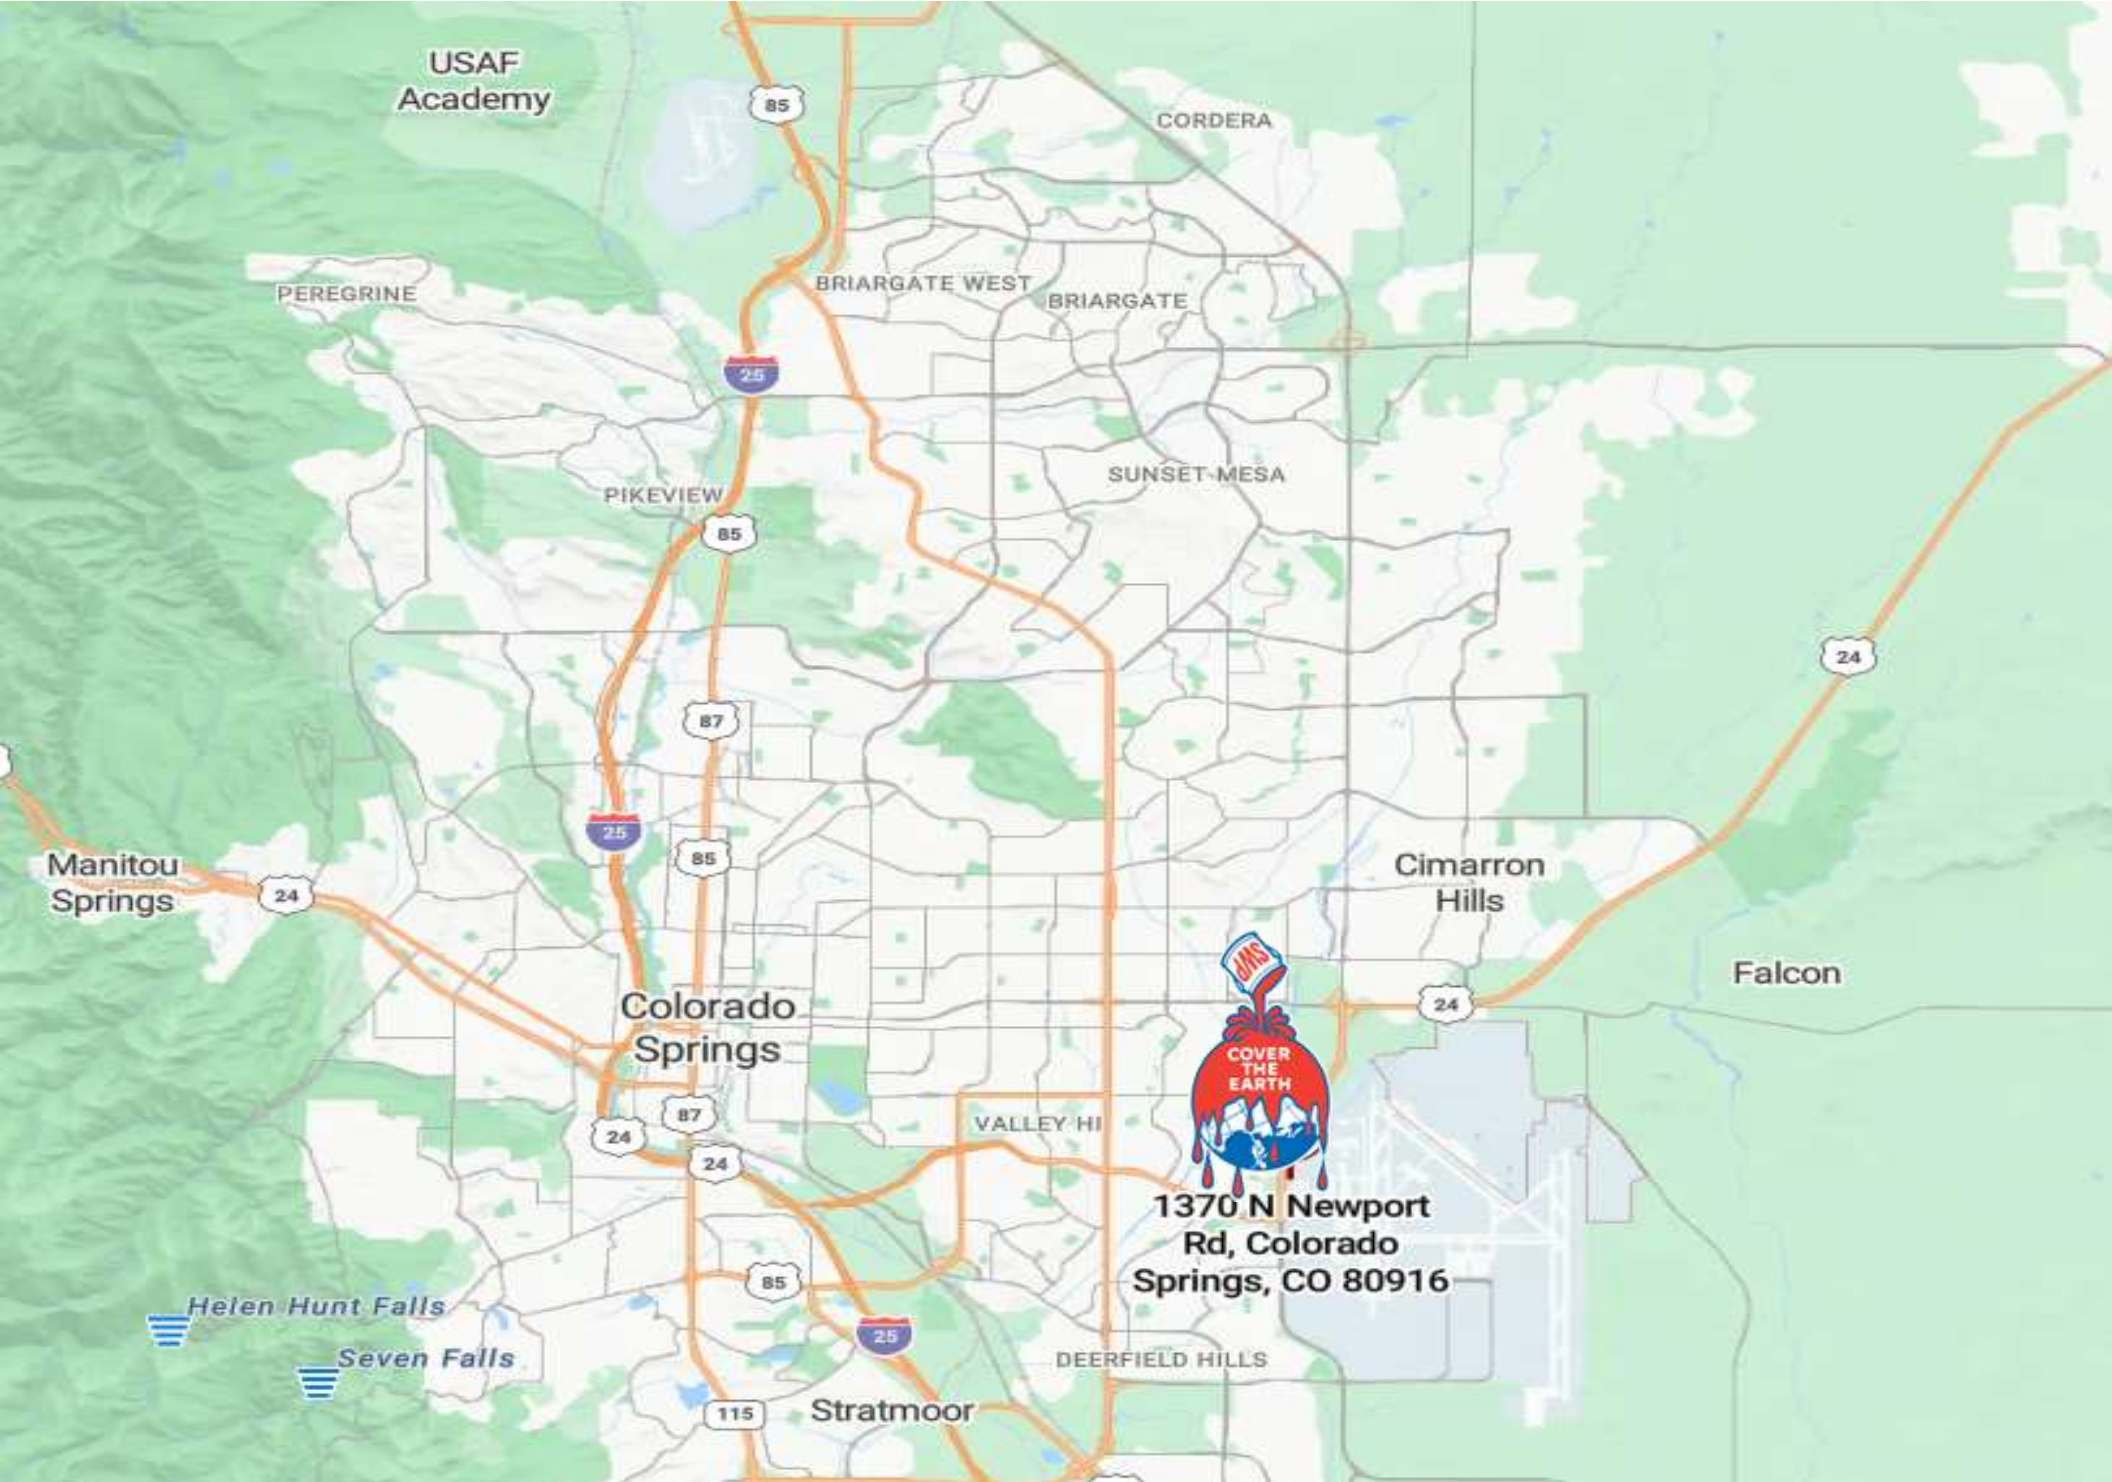 USAF
Academy
85
CORDERA
BRIARGATE WEST
PEREGRINE
BRIARGATE
25
SUNSET MESA
PIKEVIEW
85
24
87
25
85
Manitou
Springs
24
Cimarron
Hills
SWP
Falcon
Colorado
Springs
24
COVER
THE
EARTH
87
VALLEY HI
24
24
1370 N Newport
Rd, Colorado
Springs, CO 80916
85
Helen Hunt Falls
25
Seven Falls
DEERFIELD HILLS
115
Stratmoor